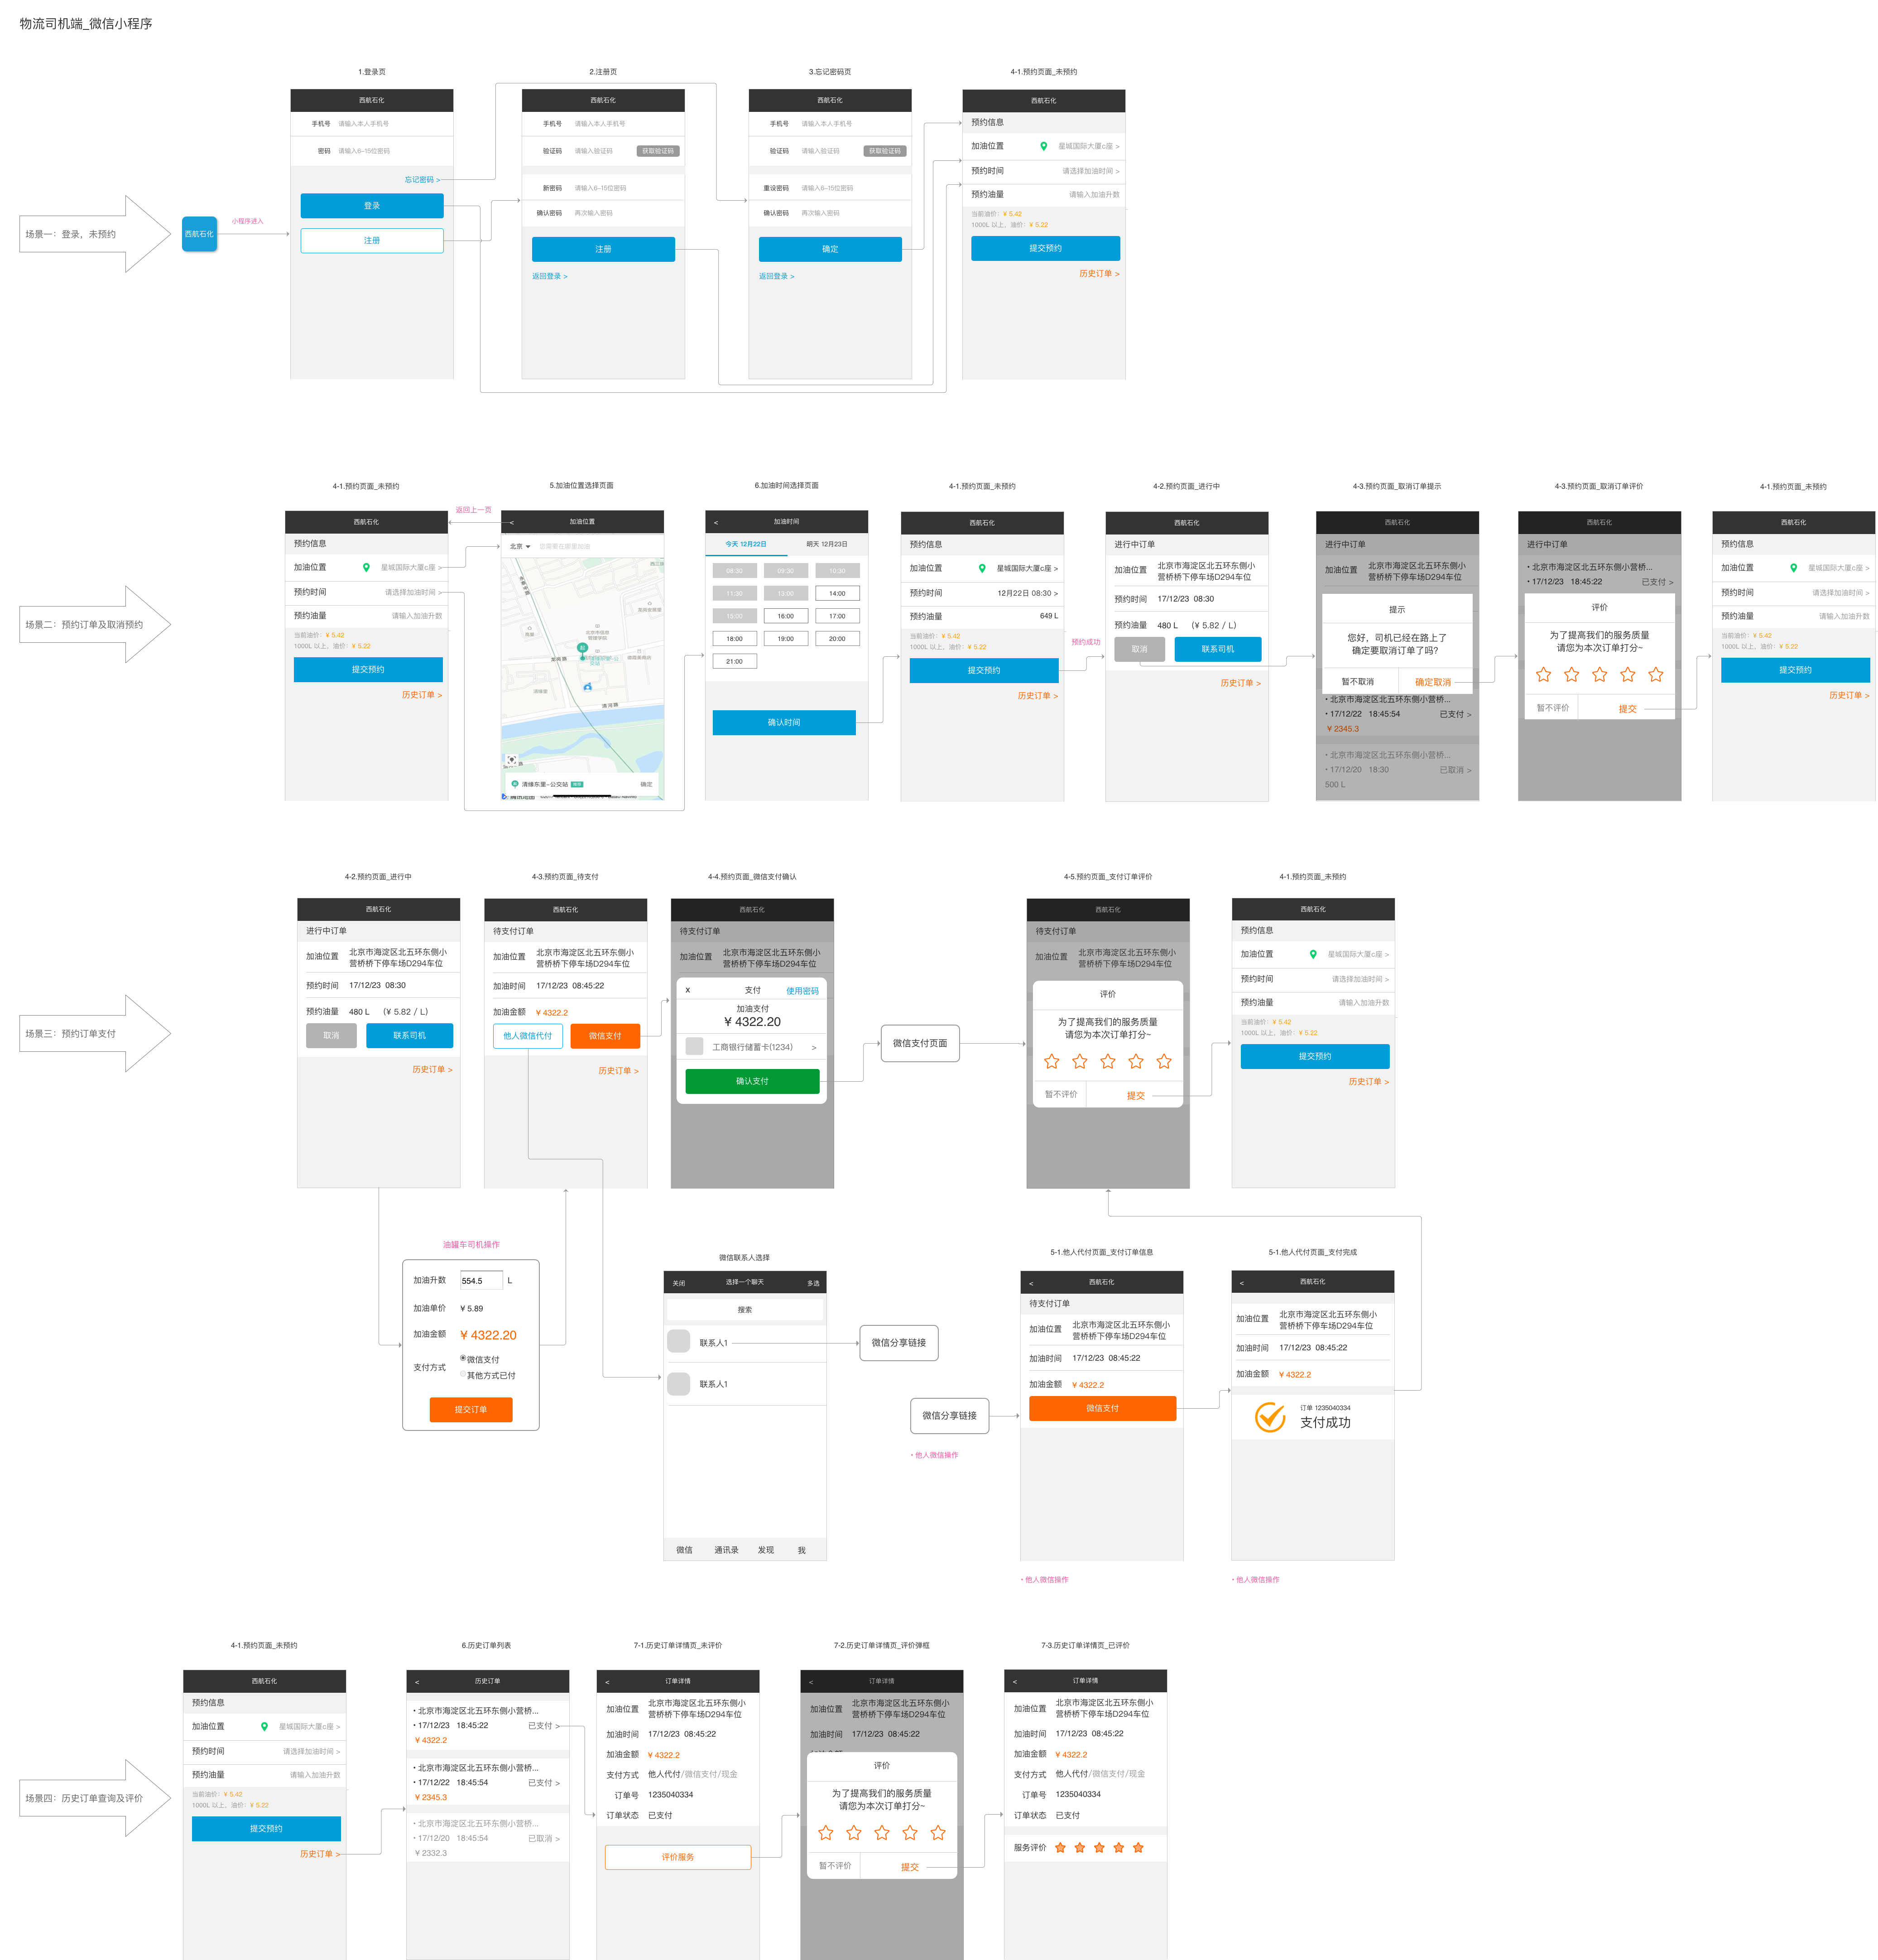 物流司机端_微信小程序
场景一：登录，未预约
西航石化
小程序进入
1.登录页
西航石化
手机号 请输入本人手机号
密码 请输入6-15位密码
忘记密码 >
登录
注册
2.注册页
西航石化
手机号 请输入本人手机号
验证码 请输入验证码 获取验证码
新密码 请输入6-15位密码
确认密码 再次输入密码
注册
返回登录 >
3.忘记密码页
西航石化
手机号 请输入本人手机号
验证码 请输入验证码 获取验证码
重设密码 请输入6-15位密码
确认密码 再次输入密码
确定
返回登录 >
4-1.预约页面_未预约
西航石化
预约信息
加油位置 星城国际大厦c座 >
预约时间 请选择加油时间 >
预约油量 请输入加油升数
当前油价：¥ 5.42
1000L 以上，油价：¥ 5.22
提交预约
历史订单 >
场景二：预约订单及取消预约
4-1.预约页面_未预约
西航石化
预约信息
加油位置 星城国际大厦c座 >
预约时间 请选择加油时间 >
预约油量 请输入加油升数
当前油价：¥ 5.42
1000L 以上，油价：¥ 5.22
提交预约
历史订单 >
返回上一页
5.加油位置选择页面
< 加油位置
北京 您需要在哪里加油
清河路
清缘东里-公交站
确定
6.加油时间选择页面
< 加油时间
今天 12月22日 明天 12月23日
08:30 09:30 10:30
11:30 13:00 14:00
15:00 16:00 17:00
18:00 19:00 20:00
21:00
确认时间
4-1.预约页面_未预约
西航石化
预约信息
加油位置 星城国际大厦c座 >
预约时间 12月22日 08:30 >
预约油量 649 L
当前油价：¥ 5.42
1000L 以上，油价：¥ 5.22
提交预约
历史订单 >
预约成功
4-2.预约页面_进行中
西航石化
进行中订单
加油位置 北京市海淀区北五环东侧小
营桥桥下停车场D294车位
预约时间 17/12/23 08:30
预约油量 480 L (¥ 5.82 / L)
取消 联系司机
历史订单 >
4-3.预约页面_取消订单提示
西航石化
进行中订单
加油位置 北京市海淀区北五环东侧小
营桥桥下停车场D294车位
提示
您好，司机已经在路上了
确定要取消订单了吗?
暂不取消 确定取消
• 北京市海淀区北五环东侧小营桥...
• 17/12/22 18:45:54 已支付 >
¥ 2345.3
• 北京市海淀区北五环东侧小营桥...
• 17/12/20 18:30 已取消 >
500 L
4-3.预约页面_取消订单评价
西航石化
进行中订单
• 北京市海淀区北五环东侧小营桥...
• 17/12/23 18:45:22 已支付 >
评价
为了提高我们的服务质量
请您为本次订单打分~
暂不评价 提交
4-1.预约页面_未预约
西航石化
预约信息
加油位置 星城国际大厦c座 >
预约时间 请选择加油时间 >
预约油量 请输入加油升数
当前油价：¥ 5.42
1000L 以上，油价：¥ 5.22
提交预约
历史订单 >
场景三：预约订单支付
4-2.预约页面_进行中
西航石化
进行中订单
加油位置 北京市海淀区北五环东侧小
营桥桥下停车场D294车位
预约时间 17/12/23 08:30
预约油量 480 L (¥ 5.82 / L)
取消 联系司机
历史订单 >
4-3.预约页面_待支付
西航石化
待支付订单
加油位置 北京市海淀区北五环东侧小
营桥桥下停车场D294车位
加油时间 17/12/23 08:45:22
加油金额 ¥ 4322.2
他人微信代付 微信支付
历史订单 >
4-4.预约页面_微信支付确认
西航石化
待支付订单
加油位置 北京市海淀区北五环东侧小
营桥桥下停车场D294车位
x 支付 使用密码
加油支付
¥ 4322.20
工商银行储蓄卡(1234) >
确认支付
微信支付页面
4-5.预约页面_支付订单评价
西航石化
待支付订单
加油位置 北京市海淀区北五环东侧小
营桥桥下停车场D294车位
评价
为了提高我们的服务质量
请您为本次订单打分~
暂不评价 提交
4-1.预约页面_未预约
西航石化
预约信息
加油位置 星城国际大厦c座 >
预约时间 请选择加油时间 >
预约油量 请输入加油升数
当前油价：¥ 5.42
1000L 以上，油价：¥ 5.22
提交预约
历史订单 >
油罐车司机操作
加油升数 554.5 L
加油单价 ¥ 5.89
加油金额 ¥ 4322.20
支付方式 微信支付
其他方式已付
提交订单
微信联系人选择
关闭 选择一个聊天 多选
搜索
联系人1
联系人1
微信 通讯录 发现 我
微信分享链接
微信分享链接
• 他人微信操作
5-1.他人代付页面_支付订单信息
< 西航石化
待支付订单
加油位置 北京市海淀区北五环东侧小
营桥桥下停车场D294车位
加油时间 17/12/23 08:45:22
加油金额 ¥ 4322.2
微信支付
• 他人微信操作
5-1.他人代付页面_支付完成
< 西航石化
加油位置 北京市海淀区北五环东侧小
营桥桥下停车场D294车位
加油时间 17/12/23 08:45:22
加油金额 ¥ 4322.2
订单 1235040334
支付成功
• 他人微信操作
场景四：历史订单查询及评价
4-1.预约页面_未预约
西航石化
预约信息
加油位置 星城国际大厦c座 >
预约时间 请选择加油时间 >
预约油量 请输入加油升数
当前油价：¥ 5.42
1000L 以上，油价：¥ 5.22
提交预约
历史订单 >
6.历史订单列表
< 历史订单
• 北京市海淀区北五环东侧小营桥...
• 17/12/23 18:45:22 已支付 >
¥ 4322.2
• 北京市海淀区北五环东侧小营桥...
• 17/12/22 18:45:54 已支付 >
¥ 2345.3
• 北京市海淀区北五环东侧小营桥...
• 17/12/20 18:45:54 已取消 >
¥ 2332.3
7-1.历史订单详情页_未评价
< 订单详情
加油位置 北京市海淀区北五环东侧小
营桥桥下停车场D294车位
加油时间 17/12/23 08:45:22
加油金额 ¥ 4322.2
支付方式 他人代付/微信支付/现金
订单号 1235040334
订单状态 已支付
评价服务
7-2.历史订单详情页_评价弹框
< 订单详情
加油位置 北京市海淀区北五环东侧小
营桥桥下停车场D294车位
加油时间 17/12/23 08:45:22
评价
为了提高我们的服务质量
请您为本次订单打分~
暂不评价 提交
7-3.历史订单详情页_已评价
< 订单详情
加油位置 北京市海淀区北五环东侧小
营桥桥下停车场D294车位
加油时间 17/12/23 08:45:22
加油金额 ¥ 4322.2
支付方式 他人代付/微信支付/现金
订单号 1235040334
订单状态 已支付
服务评价